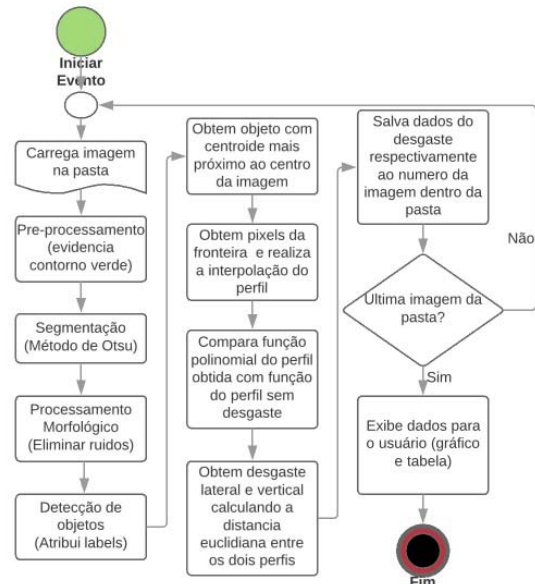 Iniciar
Evento
Carrega imagem
na pasta
Pre-processamento
(evidencia
contorno verde)
Segmentação
(Método de Otsu)
Processamento
Morfológico
(Eliminar ruidos)
Detecção de
objetos
(Atribui labels)
Obtem objeto com
centroide mais
próximo ao centro
da imagem
Obtem pixels da
fronteira e realiza
a interpolação do
perfil
Compara função
polinomial do perfil
obtida com função
do perfil sem
desgaste
Obtem desgaste
lateral e vertical
calculando a
distancia
euclidiana entre
os dois perfis
Salva dados do
desgaste
respectivamente
ao numero da
imagem dentro da
pasta
Não
Ultima imagem da
pasta?
Sim
Exibe dados para
o usuário (gráfico
e tabela)
Fim